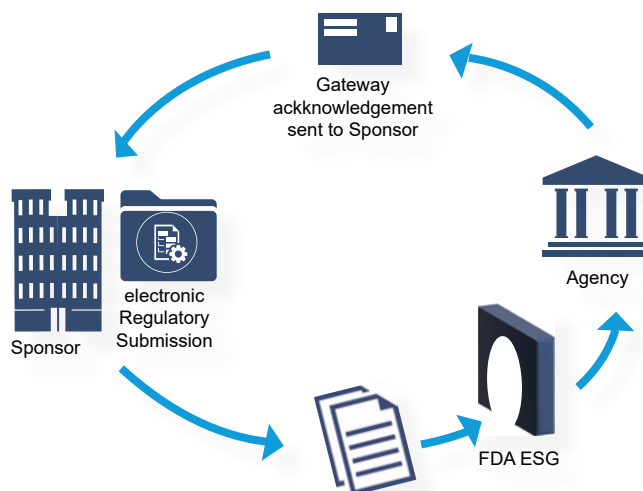 Gateway
ackknowledgement
sent to Sponsor
Agency
electronic
Regulatory
Submission
Sponsor
FDA ESG